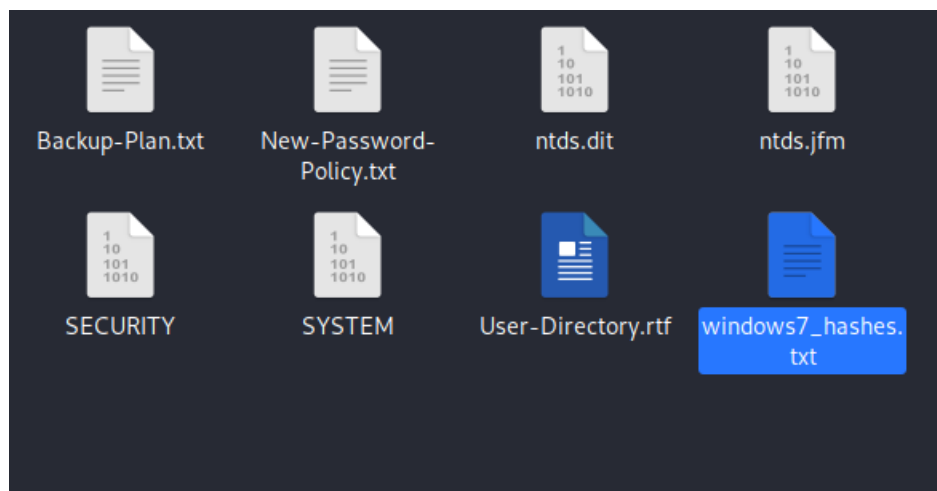 1
10
101
1010
1
10
101
1010
Backup-Plan.txt
New-Password-
Policy.txt
ntds.dit
ntds.jfm
1
10
101
1010
1
10
101
1010
SECURITY
SYSTEM
User-Directory.rtf
windows7_hashes.
txt